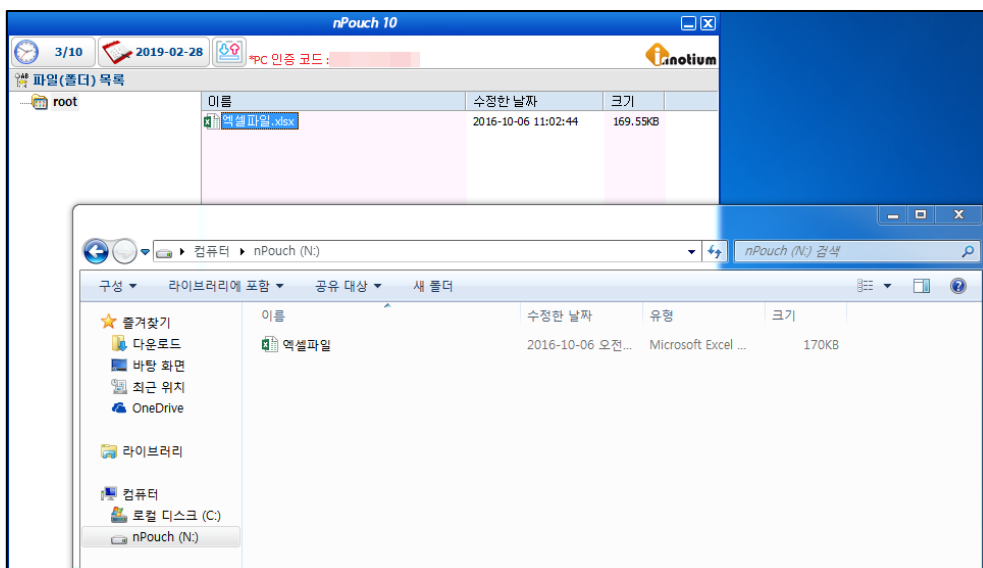 nPouch 10
3/10
2019-02-28
*PC 인증 코드 :
inotium
파일(폴더) 목록
root
이름 수정한 날짜 크기
엑셀파일.xlsx 2016-10-06 11:02:44 169.55KB
컴퓨터 nPouch (N:)
nPouch (N:) 검색
구성 라이브러리에 포함 공유 대상 새 폴더
즐겨찾기
다운로드
바탕 화면
최근 위치
OneDrive
라이브러리
컴퓨터
로컬 디스크 (C:)
nPouch (N:)
이름 수정한 날짜 유형 크기
엑셀파일 2016-10-06 오전... Microsoft Excel ... 170KB